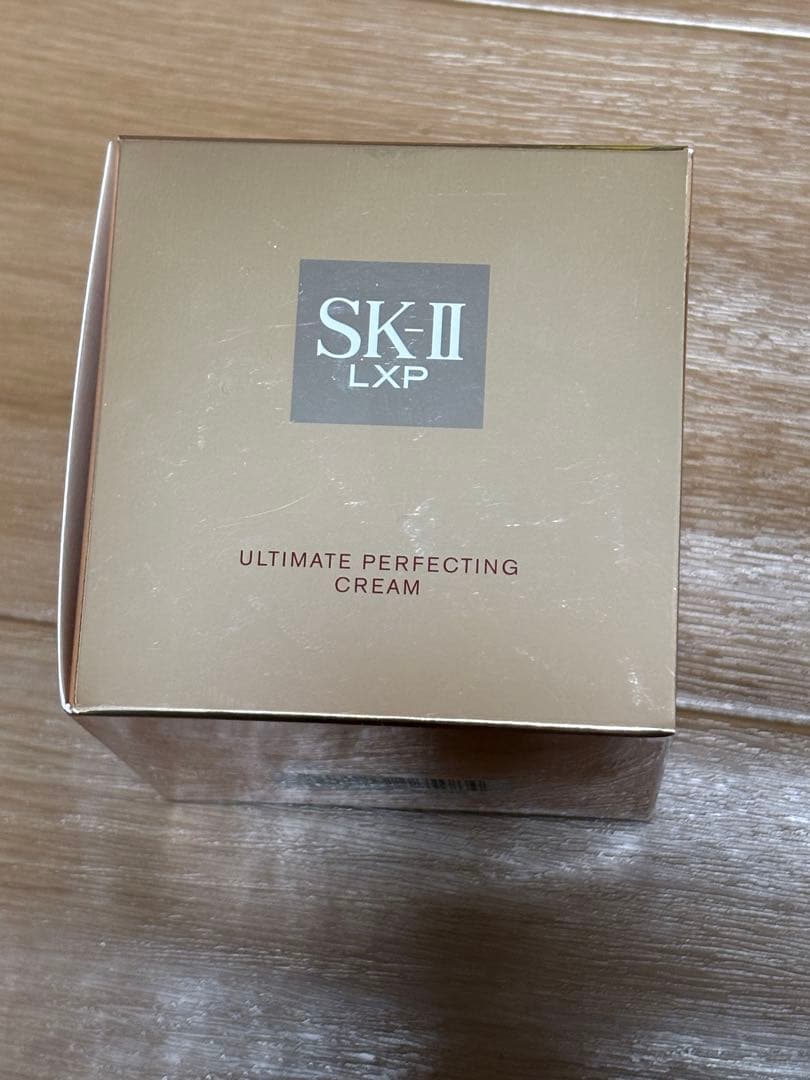 SK-II
LXP
ULTIMATE PERFECTING
CREAM